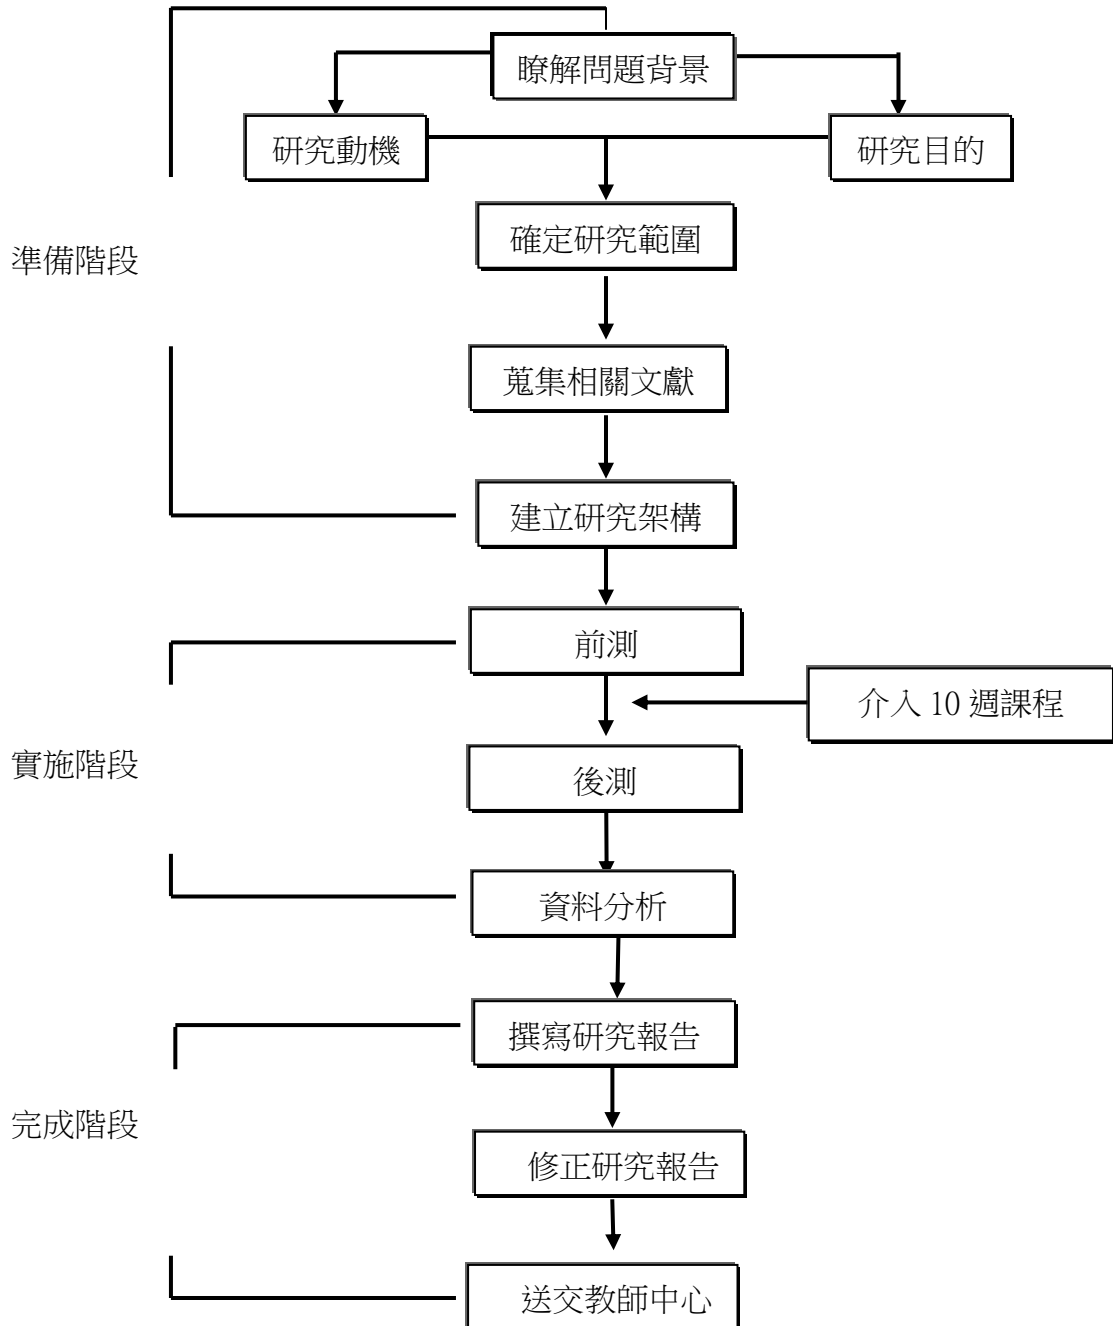 瞭解問題背景
研究動機
研究目的
確定研究範圍
準備階段
蒐集相關文獻
建立研究架構
前測
介入 10 週課程
實施階段
後測
資料分析
撰寫研究報告
完成階段
修正研究報告
送交教師中心